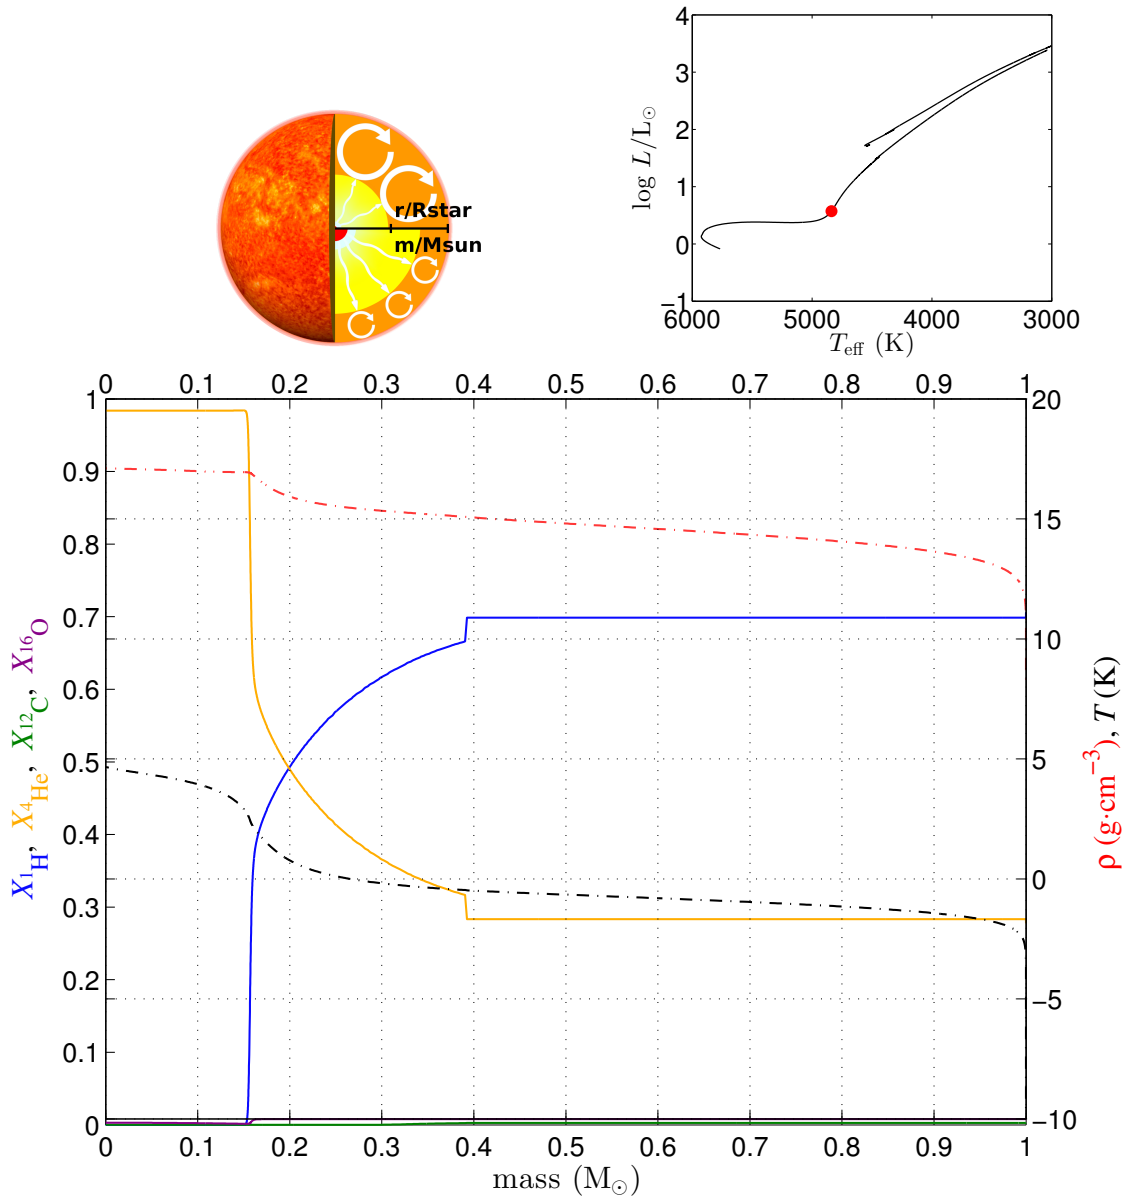 4
3
2
1
0
−1
log L/L☉
6000 5000 4000 3000
T_eff (K)
r/Rstar
m/Msun
0 0.1 0.2 0.3 0.4 0.5 0.6 0.7 0.8 0.9 1
1
0.9
0.8
0.7
0.6
0.5
0.4
0.3
0.2
0.1
0
X1H, X4He, X12C, X16O
20
15
10
5
0
−5
−10
ρ (g·cm⁻³), T (K)
0 0.1 0.2 0.3 0.4 0.5 0.6 0.7 0.8 0.9 1
mass (M☉)